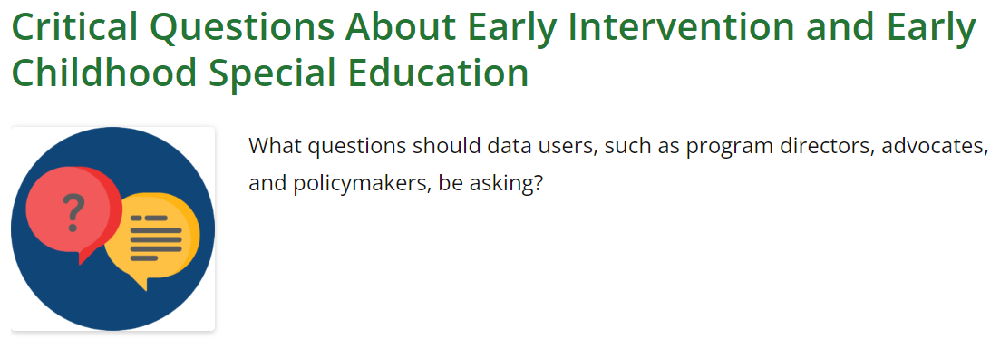 Critical Questions About Early Intervention and Early
Childhood Special Education
What questions should data users, such as program directors, advocates,
and policymakers, be asking?
?